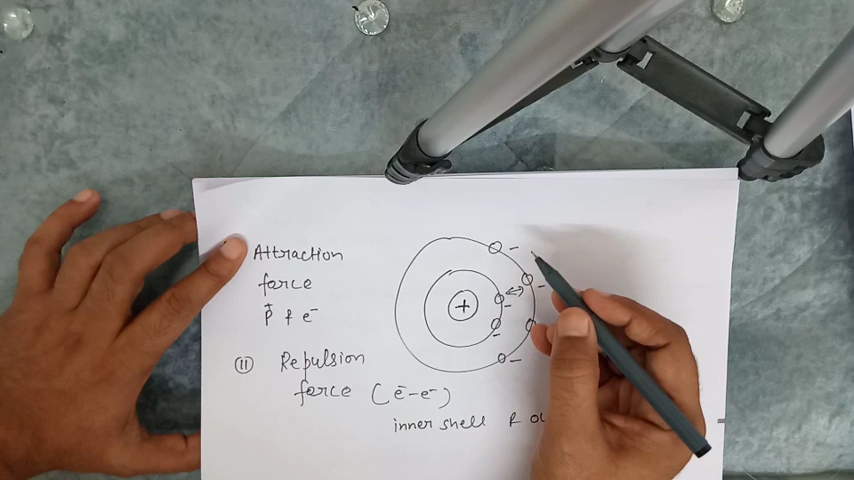 Attraction
force
p⁺ & e⁻
+
− − − − − −
(II) Repulsion
force (e⁻-e⁻)
inner shell &